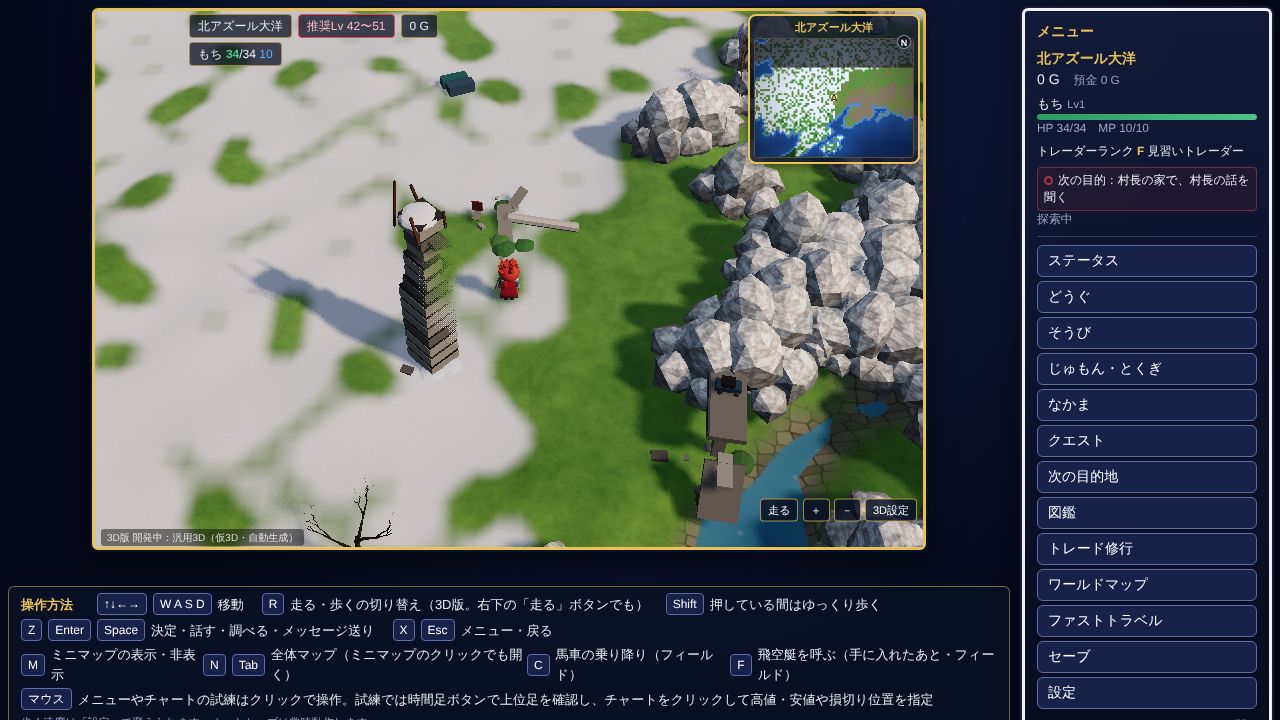 北アズール大洋
推奨Lv 42〜51
0 G
もち 34/34 10
北アズール大洋
N
走る
+
−
3D設定
3D版 開発中：汎用3D（仮3D・自動生成）
メニュー
北アズール大洋
0 G 預金 0 G
もち Lv1
HP 34/34 MP 10/10
トレーダーランク F 見習いトレーダー
次の目的：村長の家で、村長の話を
聞く
探索中
ステータス
どうぐ
そうび
じゅもん・とくぎ
なかま
クエスト
次の目的地
図鑑
トレード修行
ワールドマップ
ファストトラベル
セーブ
設定
操作方法 ↑↓←→ W A S D 移動 R 走る・歩くの切り替え（3D版。右下の「走る」ボタンでも） Shift 押している間はゆっくり歩く
Z Enter Space 決定・話す・調べる・メッセージ送り X Esc メニュー・戻る
M ミニマップの表示・非表示 N Tab 全体マップ（ミニマップのクリックでも開く） C 馬車の乗り降り（フィールド） F 飛空艇を呼ぶ（手に入れたあと・フィールド）
マウス メニューやチャートの試練はクリックで操作。試練では時間足ボタンで上位足を確認し、チャートをクリックして高値・安値や損切り位置を指定